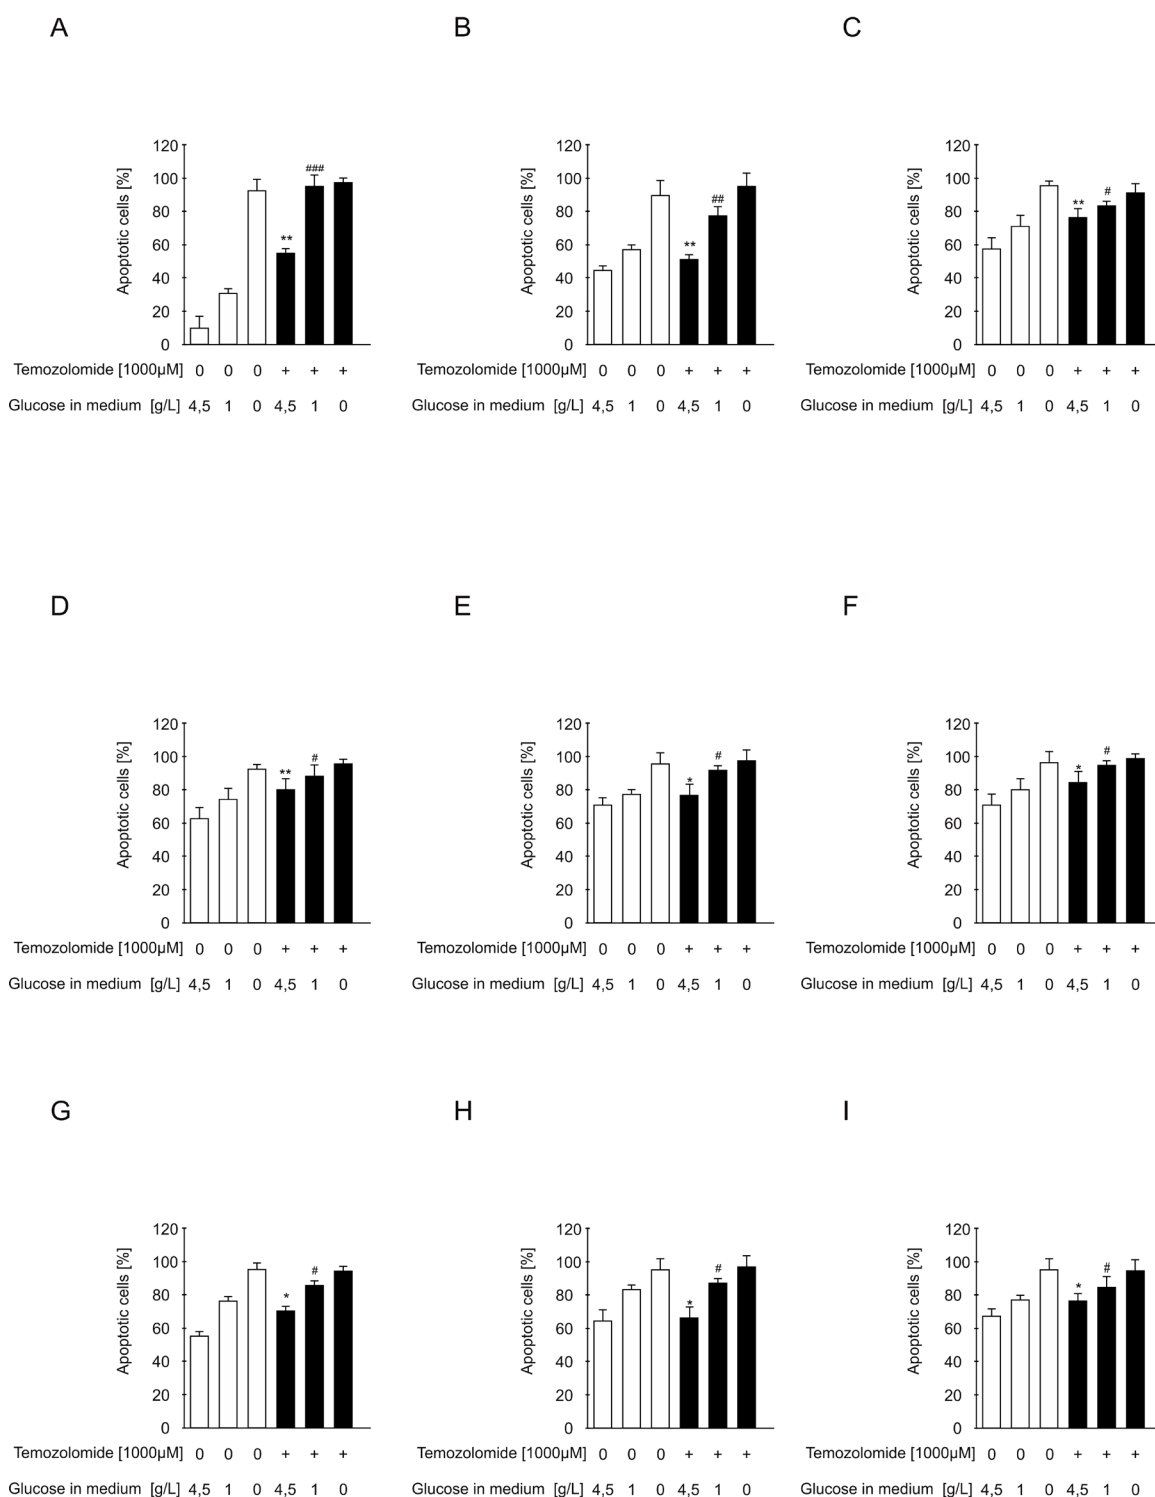 A B C
120 120 120
### 
100 100 ## 100 #
** ** **
80 80 80
60 60 60
40 40 40
20 20 20
0 0 0
Apoptotic cells [%] Apoptotic cells [%] Apoptotic cells [%]
Temozolomide [1000µM] 0 0 0 + + + Temozolomide [1000µM] 0 0 0 + + + Temozolomide [1000µM] 0 0 0 + + +
Glucose in medium [g/L] 4,5 1 0 4,5 1 0 Glucose in medium [g/L] 4,5 1 0 4,5 1 0 Glucose in medium [g/L] 4,5 1 0 4,5 1 0
D E F
120 120 120
100 # 100 # 100 #
** * *
80 80 80
60 60 60
40 40 40
20 20 20
0 0 0
Apoptotic cells [%] Apoptotic cells [%] Apoptotic cells [%]
Temozolomide [1000µM] 0 0 0 + + + Temozolomide [1000µM] 0 0 0 + + + Temozolomide [1000µM] 0 0 0 + + +
Glucose in medium [g/L] 4,5 1 0 4,5 1 0 Glucose in medium [g/L] 4,5 1 0 4,5 1 0 Glucose in medium [g/L] 4,5 1 0 4,5 1 0
G H I
120 120 120
100 # 100 # 100 #
* * *
80 80 80
60 60 60
40 40 40
20 20 20
0 0 0
Apoptotic cells [%] Apoptotic cells [%] Apoptotic cells [%]
Temozolomide [1000µM] 0 0 0 + + + Temozolomide [1000µM] 0 0 0 + + + Temozolomide [1000µM] 0 0 0 + + +
Glucose in medium [g/L] 4,5 1 0 4,5 1 0 Glucose in medium [g/L] 4,5 1 0 4,5 1 0 Glucose in medium [g/L] 4,5 1 0 4,5 1 0